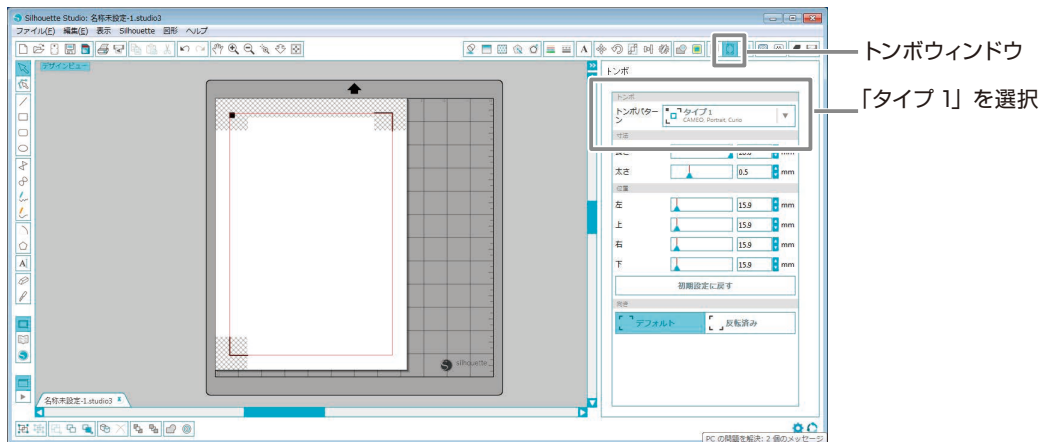 Silhouette Studio: 名称未設定-1.studio3
ファイル(F) 編集(E) 表示 Silhouette 図形 ヘルプ
デザインビュー
トンボ
トンボウィンドウ
「タイプ 1」を選択
トンボ
トンボパターン
タイプ1
CAMEO, Portrait, Curio
寸法
太さ 0.5 mm
位置
左 15.9 mm
上 15.9 mm
右 15.9 mm
下 15.9 mm
初期設定に戻す
向き
デフォルト 反転済み
silhouette
名称未設定-1.studio3
PC の問題を解決: 2 個のメッセージ